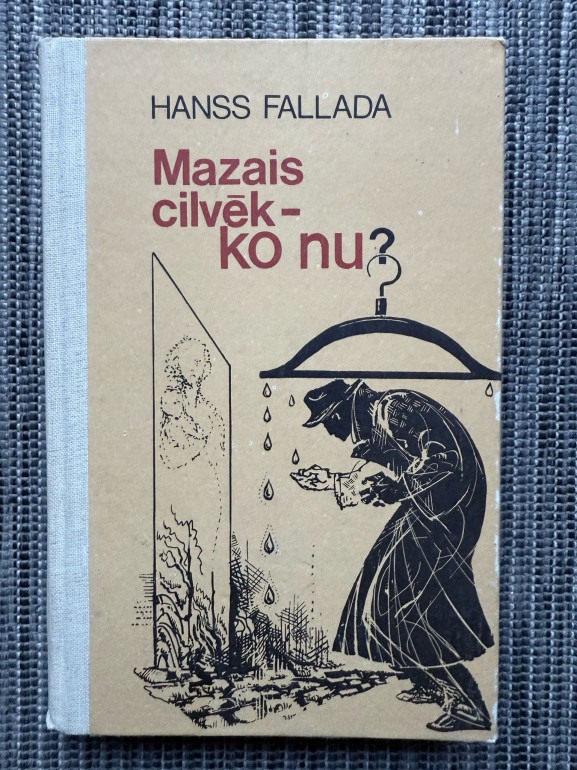 HANSS FALLADA
Mazais
cilvēk-
ko nu?